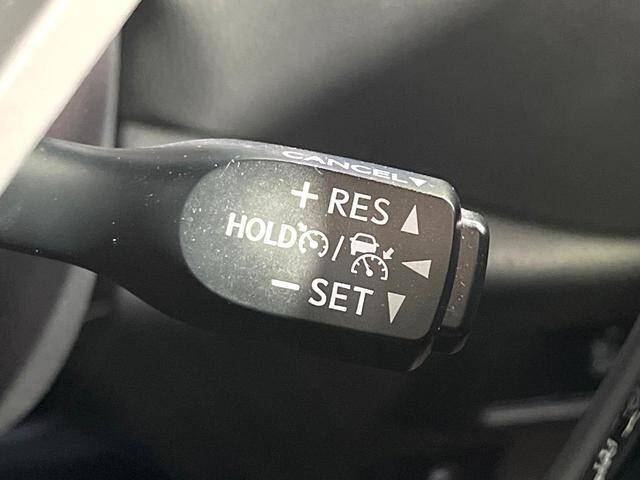 CANCEL▼
+ RES ▲
HOLD / ◀
− SET ▼